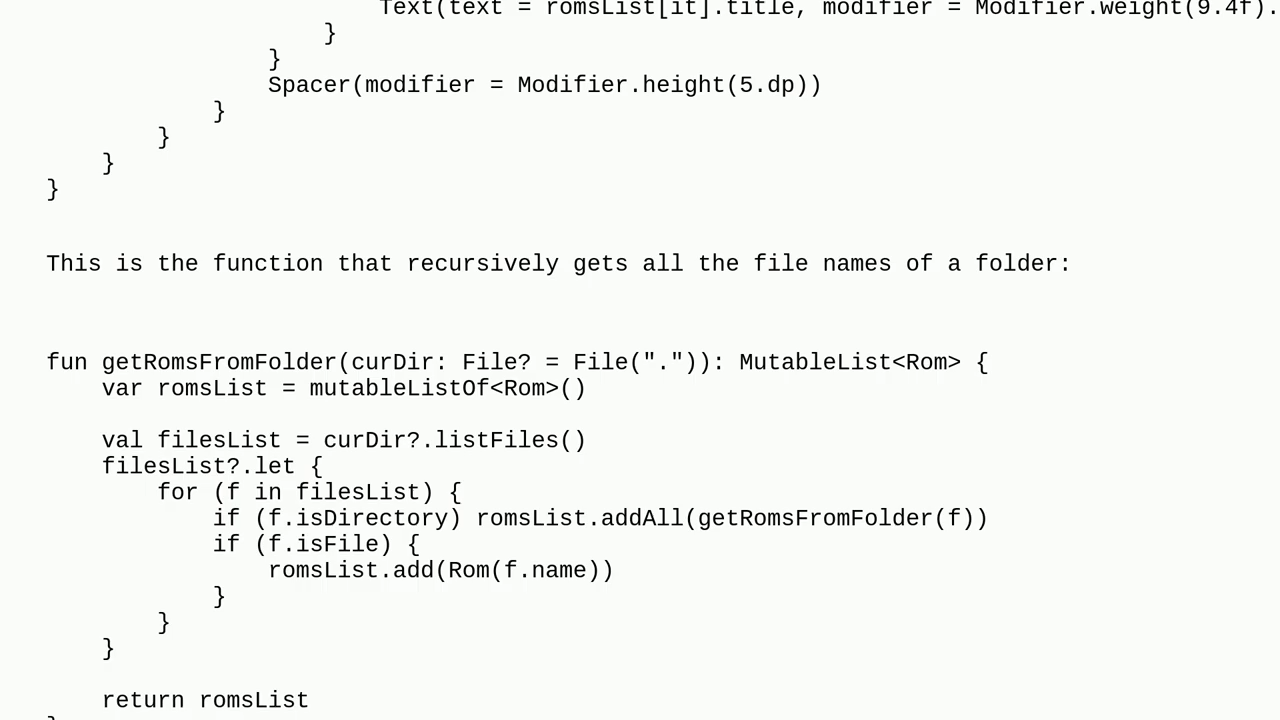 Text(text = romsList[it].title, modifier = Modifier.weight(9.4f).
}
}
Spacer(modifier = Modifier.height(5.dp))
}
}
}
}
This is the function that recursively gets all the file names of a folder:
fun getRomsFromFolder(curDir: File? = File(".")): MutableList<Rom> {
var romsList = mutableListOf<Rom>()
val filesList = curDir?.listFiles()
filesList?.let {
for (f in filesList) {
if (f.isDirectory) romsList.addAll(getRomsFromFolder(f))
if (f.isFile) {
romsList.add(Rom(f.name))
}
}
}
return romsList
}